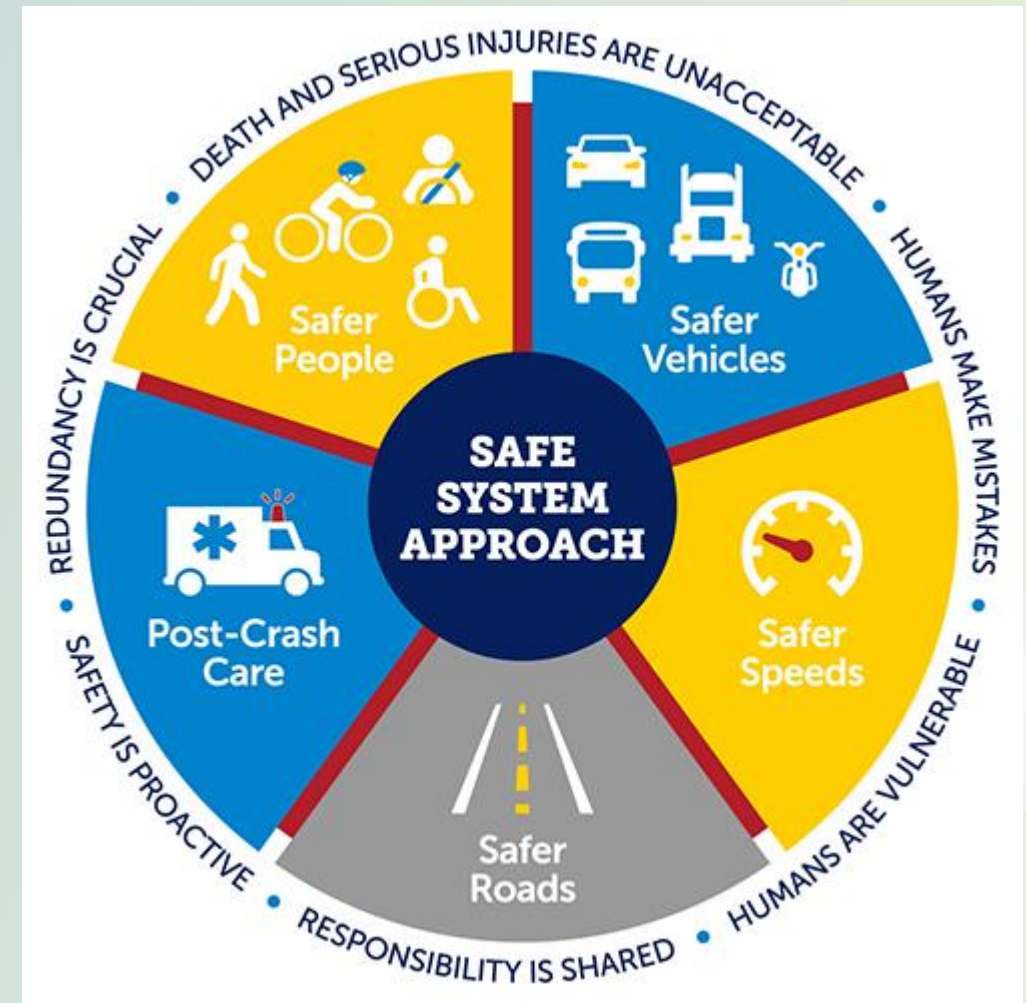 DEATH AND SERIOUS INJURIES ARE UNACCEPTABLE
HUMANS MAKE MISTAKES
HUMANS ARE VULNERABLE
RESPONSIBILITY IS SHARED
SAFETY IS PROACTIVE
REDUNDANCY IS CRUCIAL
Safer
People
Safer
Vehicles
SAFE
SYSTEM
APPROACH
Safer
Speeds
Post-Crash
Care
Safer
Roads